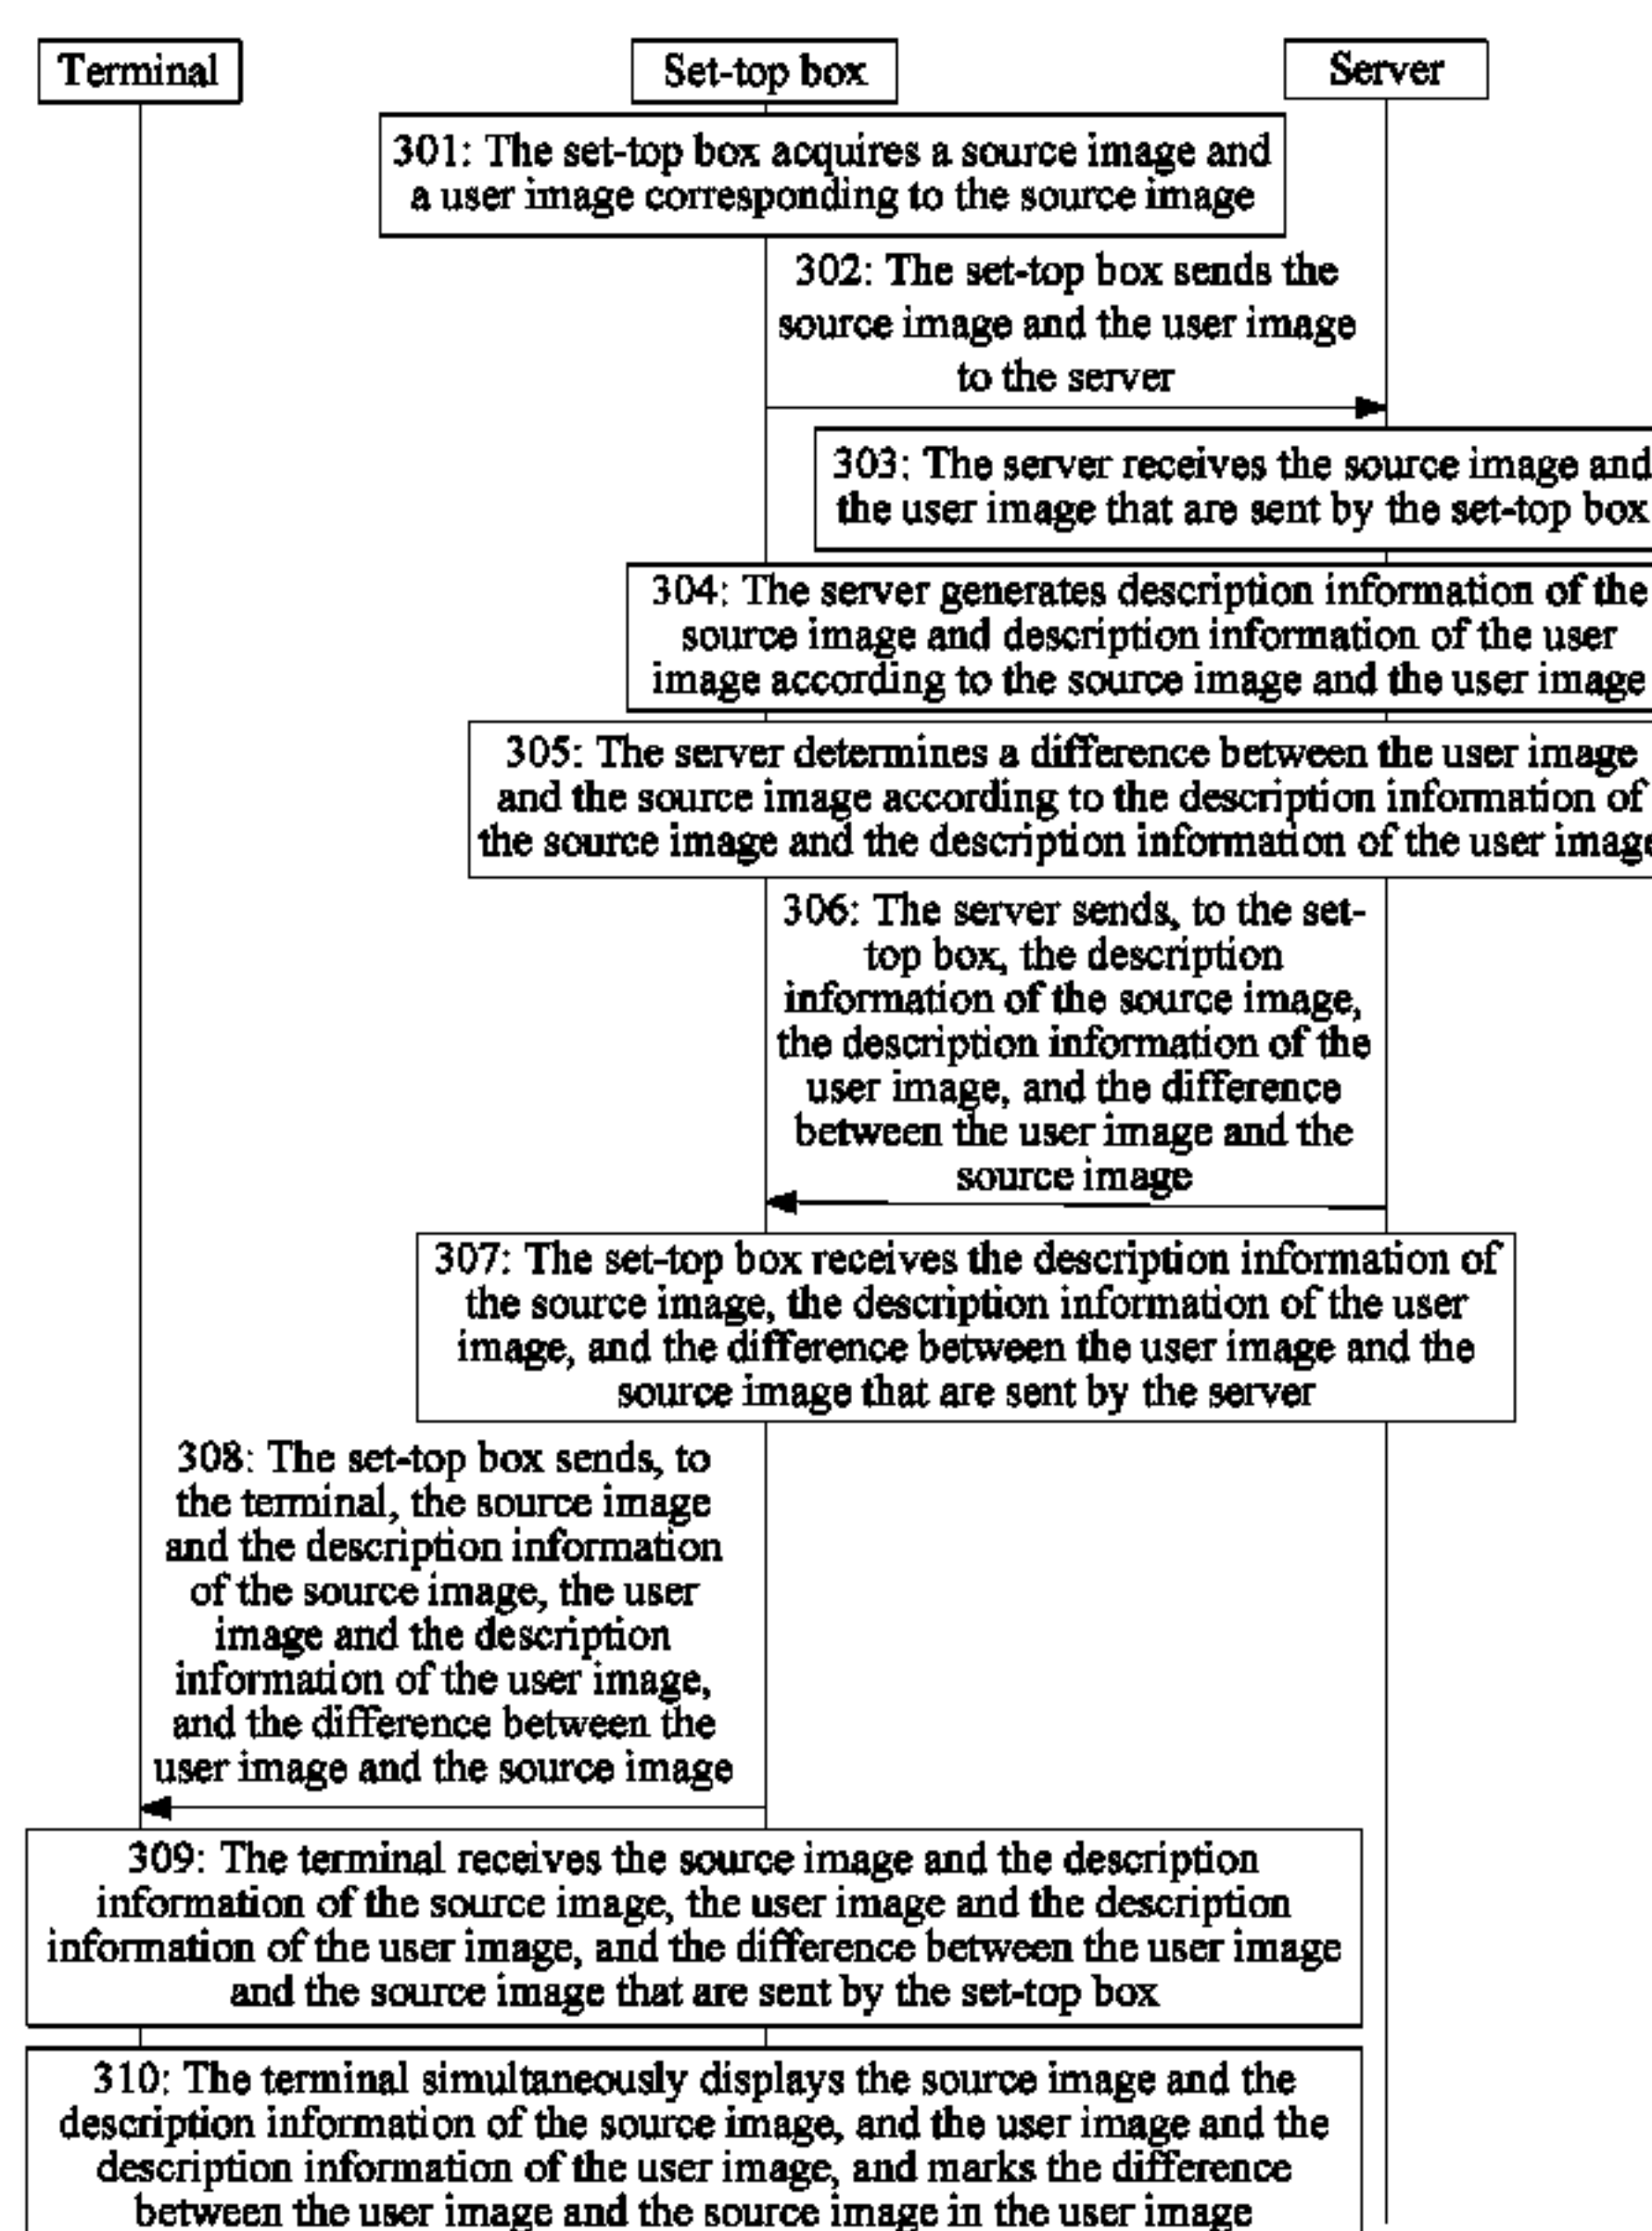 Terminal
Set-top box
Server
301: The set-top box acquires a source image and
a user image corresponding to the source image
302: The set-top box sends the
source image and the user image
to the server
303: The server receives the source image and
the user image that are sent by the set-top box
304: The server generates description information of the
source image and description information of the user
image according to the source image and the user image
305: The server determines a difference between the user image
and the source image according to the description information of
the source image and the description information of the user image
306: The server sends, to the set-
top box, the description
information of the source image,
the description information of the
user image, and the difference
between the user image and the
source image
307: The set-top box receives the description information of
the source image, the description information of the user
image, and the difference between the user image and the
source image that are sent by the server
308: The set-top box sends, to
the terminal, the source image
and the description information
of the source image, the user
image and the description
information of the user image,
and the difference between the
user image and the source image
309: The terminal receives the source image and the description
information of the source image, the user image and the description
information of the user image, and the difference between the user image
and the source image that are sent by the set-top box
310: The terminal simultaneously displays the source image and the
description information of the source image, and the user image and the
description information of the user image, and marks the difference
between the user image and the source image in the user image